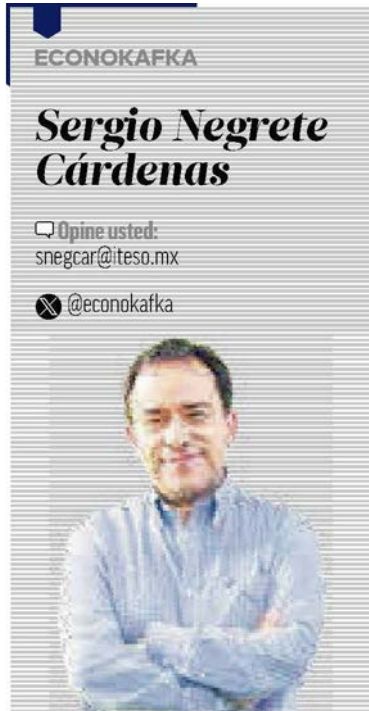 ECONOKAFKA
Sergio Negrete
Cárdenas
Opine usted:
snegcar@iteso.mx
@econokafka